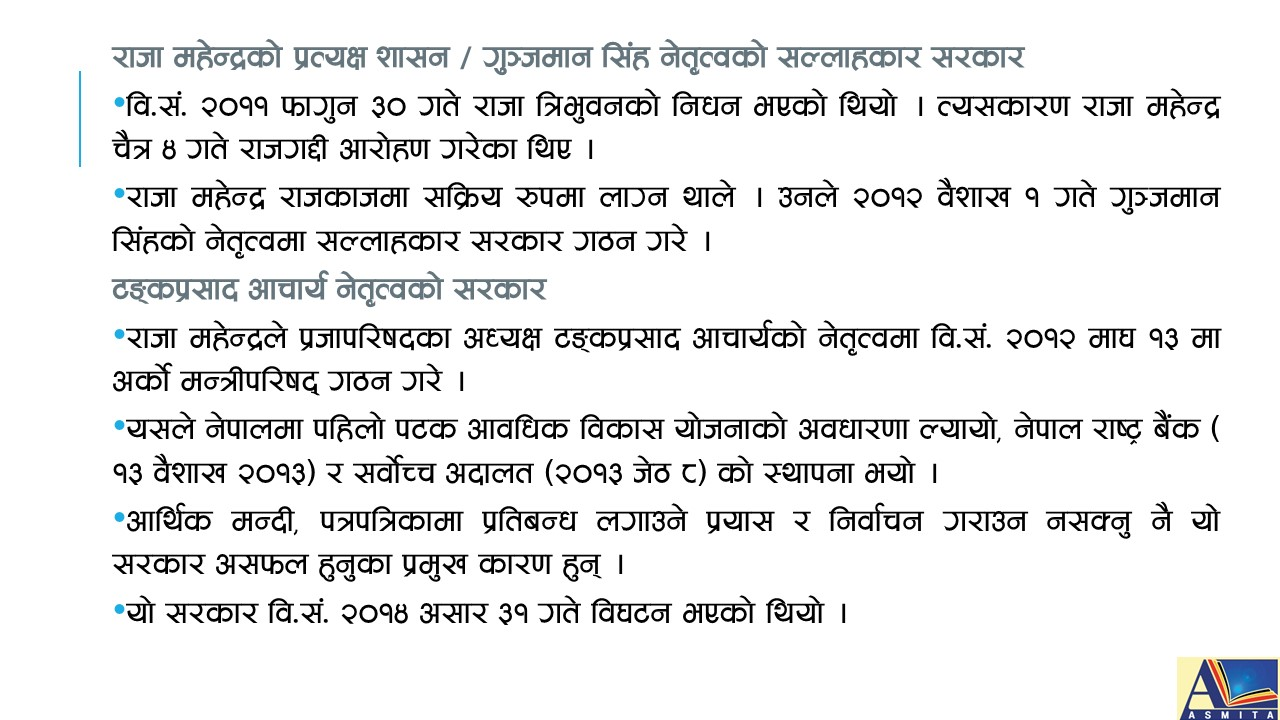 राजा महेन्द्रको प्रत्यक्ष शासन / गुञ्जमान सिंह नेतृत्वको सल्लाहकार सरकार
•वि.सं. २०११ फागुन ३० गते राजा त्रिभुवनको निधन भएको थियो । त्यसकारण राजा महेन्द्र
चैत्र ४ गते राजगद्दी आरोहण गरेका थिए ।
•राजा महेन्द्र राजकाजमा सक्रिय रुपमा लाग्न थाले । उनले २०१२ वैशाख १ गते गुञ्जमान
सिंहको नेतृत्वमा सल्लाहकार सरकार गठन गरे ।
टङ्कप्रसाद आचार्य नेतृत्वको सरकार
•राजा महेन्द्रले प्रजापरिषदका अध्यक्ष टङ्कप्रसाद आचार्यको नेतृत्वमा वि.सं. २०१२ माघ १३ मा
अर्को मन्त्रीपरिषद् गठन गरे ।
•यसले नेपालमा पहिलो पटक आवधिक विकास योजनाको अवधारणा ल्यायो, नेपाल राष्ट्र बैंक (
१३ वैशाख २०१३) र सर्वोच्च अदालत (२०१३ जेठ ८) को स्थापना भयो ।
•आर्थिक मन्दी, पत्रपत्रिकामा प्रतिबन्ध लगाउने प्रयास र निर्वाचन गराउन नसक्नु नै यो
सरकार असफल हुनुका प्रमुख कारण हुन् ।
•यो सरकार वि.सं. २०१४ असार ३१ गते विघटन भएको थियो ।
ASMITA